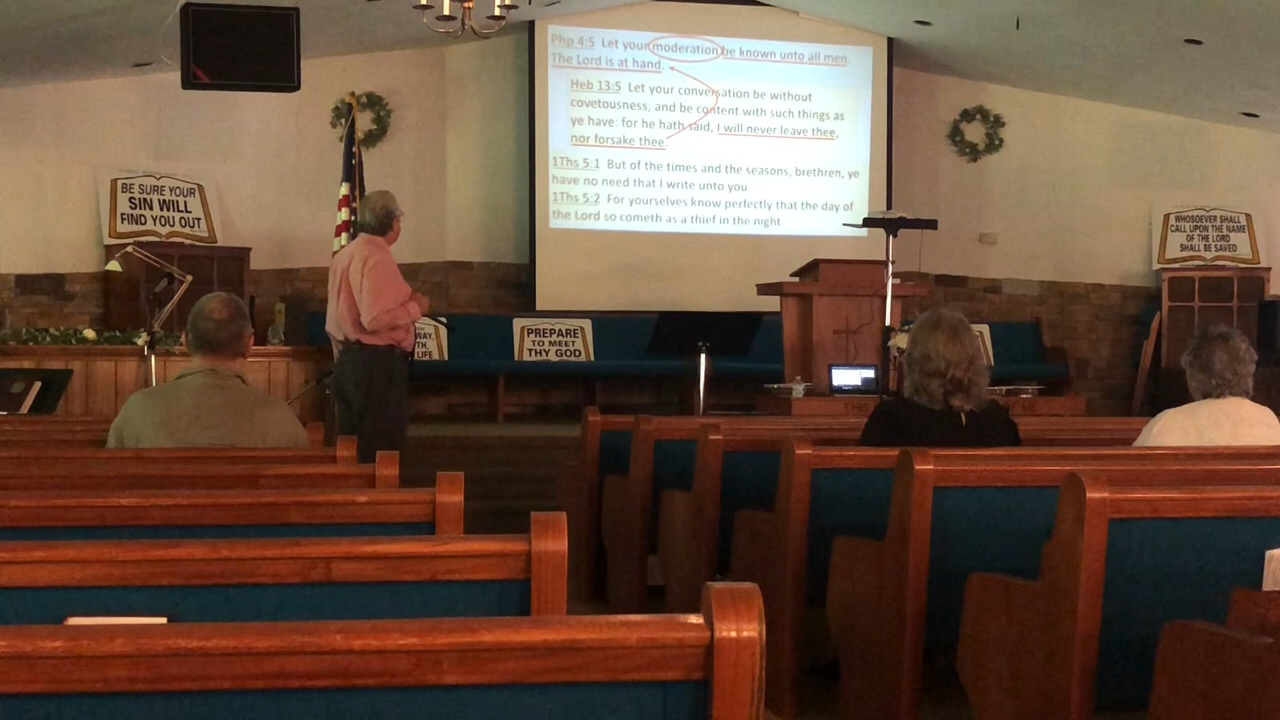 Php 4:5 Let your moderation be known unto all men.
The Lord is at hand.
Heb 13:5 Let your conversation be without
covetousness; and be content with such things as
ye have: for he hath said, I will never leave thee,
nor forsake thee.
1Ths 5:1 But of the times and the seasons, brethren, ye
have no need that I write unto you.
1Ths 5:2 For yourselves know perfectly that the day of
the Lord so cometh as a thief in the night
BE SURE YOUR
SIN WILL
FIND YOU OUT
WHOSOEVER SHALL
CALL UPON THE NAME
OF THE LORD
SHALL BE SAVED
WAY,
TH,
LIFE
PREPARE
TO MEET
THY GOD
THIS